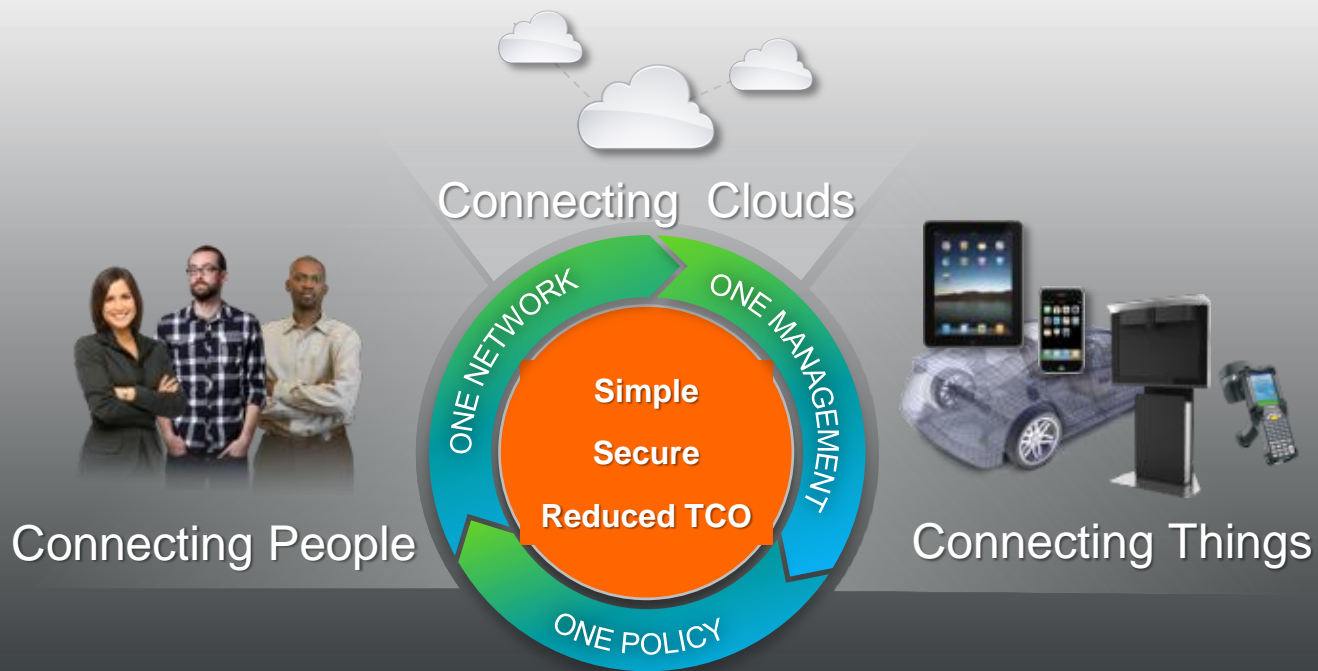 Connecting Clouds
ONE NETWORK
ONE MANAGEMENT
Simple
Secure
Reduced TCO
Connecting People
Connecting Things
ONE POLICY